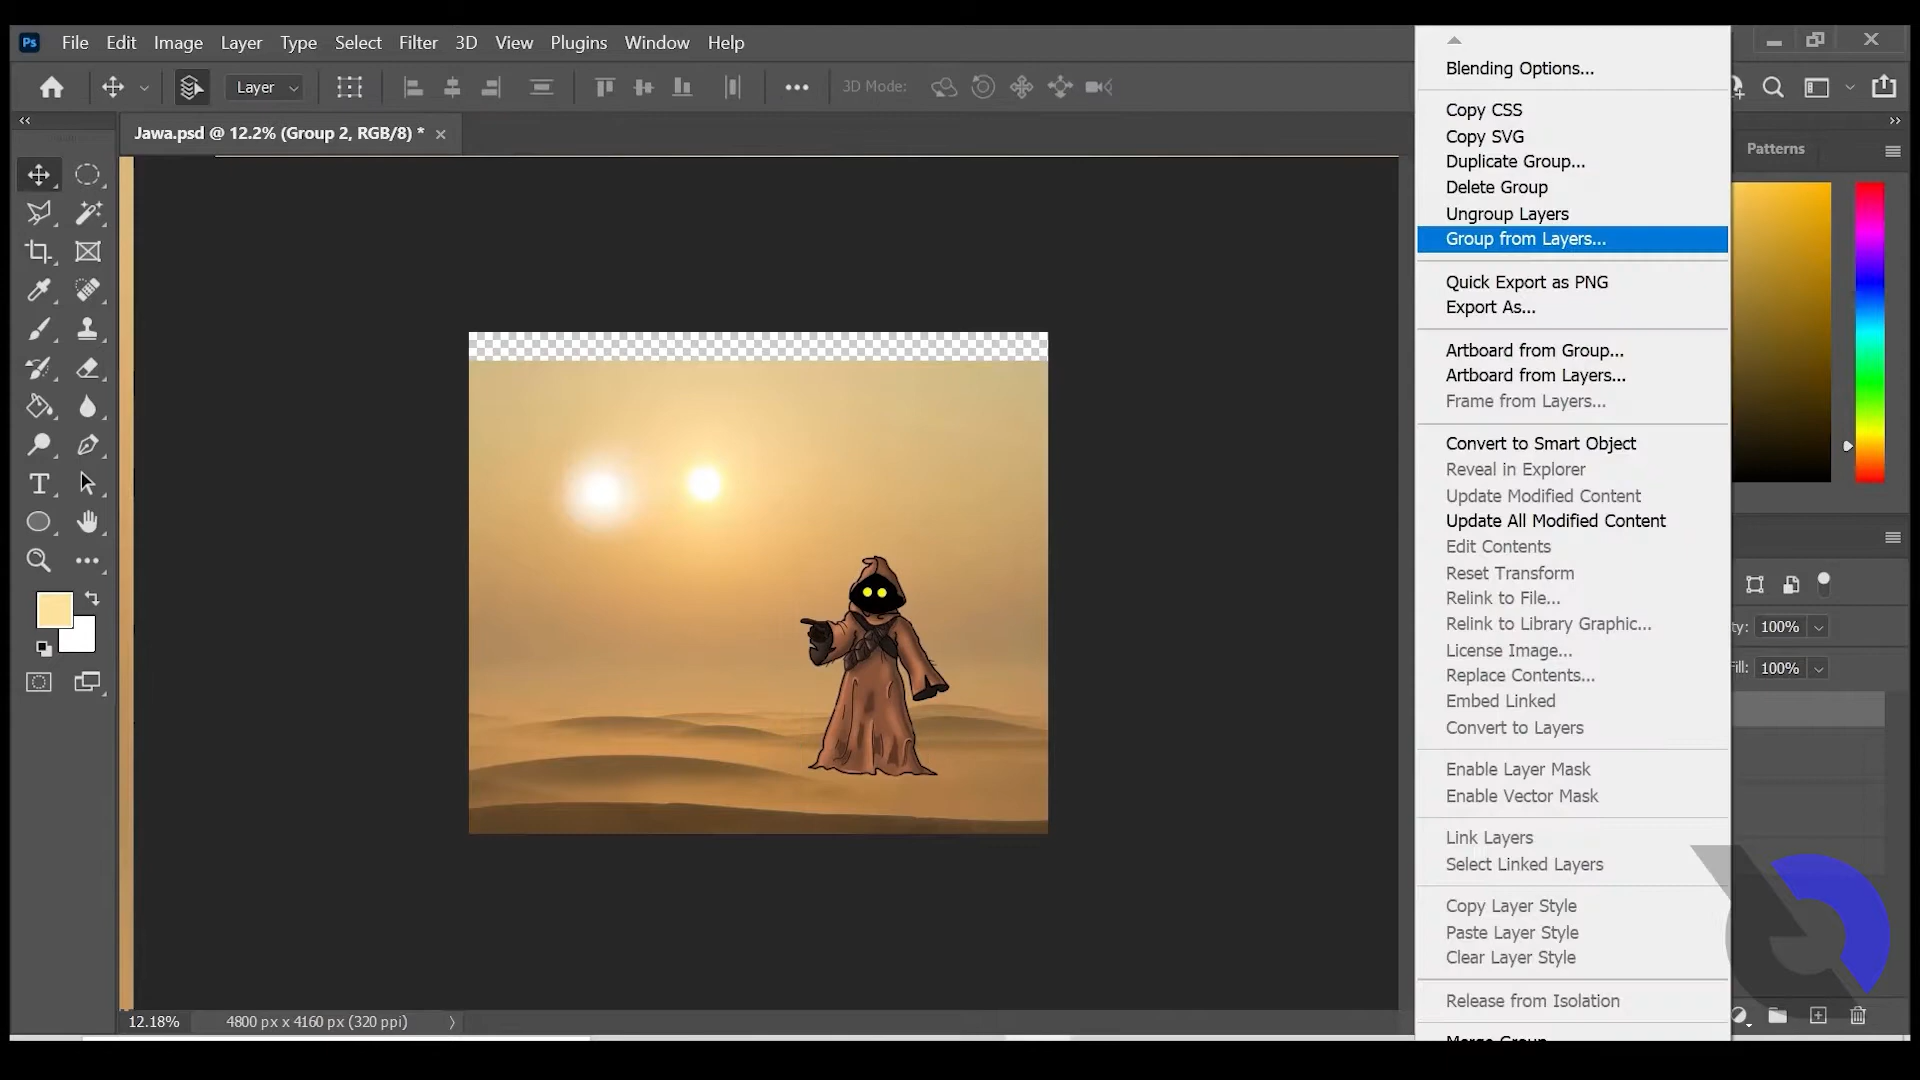 Ps File Edit Image Layer Type Select Filter 3D View Plugins Window Help
Layer 3D Mode:
Jawa.psd @ 12.2% (Group 2, RGB/8) *
Patterns
Blending Options...
Copy CSS
Copy SVG
Duplicate Group...
Delete Group
Ungroup Layers
Group from Layers...
Quick Export as PNG
Export As...
Artboard from Group...
Artboard from Layers...
Frame from Layers...
Convert to Smart Object
Reveal in Explorer
Update Modified Content
Update All Modified Content
Edit Contents
Reset Transform
Relink to File...
Relink to Library Graphic...
License Image...
Replace Contents...
Embed Linked
Convert to Layers
Enable Layer Mask
Enable Vector Mask
Link Layers
Select Linked Layers
Copy Layer Style
Paste Layer Style
Clear Layer Style
Release from Isolation
Merge Group
ty: 100%
ill: 100%
12.18% 4800 px x 4160 px (320 ppi)